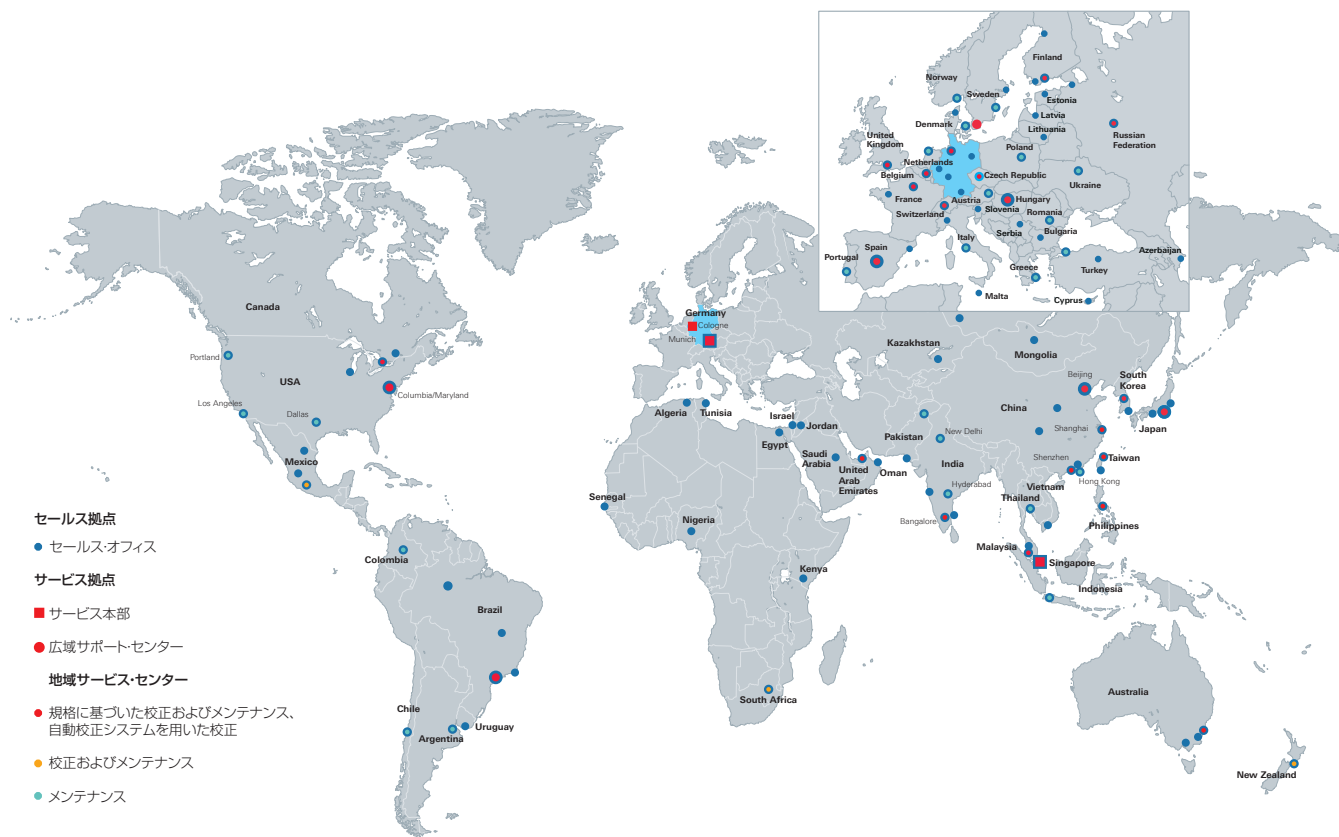 Finland
Norway
Sweden
Estonia
Latvia
Denmark
Lithuania
United
Kingdom
Russian
Federation
Poland
Netherlands
Belgium
Czech Republic
Ukraine
France
Austria
Hungary
Switzerland
Slovenia
Romania
Serbia
Bulgaria
Italy
Spain
Portugal
Azerbaijan
Greece
Turkey
Malta
Cyprus
Canada
Portland
USA
Los Angeles
Dallas
Columbia/Maryland
Mexico
Germany
Cologne
Munich
Kazakhstan
Mongolia
Beijing
South
Korea
China
Japan
Shanghai
Algeria
Tunisia
Israel
Jordan
Egypt
Pakistan
New Delhi
Saudi
Arabia
United
Arab
Emirates
Oman
India
Shenzhen
Taiwan
Hong Kong
Hyderabad
Vietnam
Thailand
Bangalore
Philippines
Senegal
Nigeria
Malaysia
Singapore
Kenya
Indonesia
Colombia
Brazil
South Africa
Australia
Chile
Uruguay
Argentina
New Zealand
セールス拠点
セールス・オフィス
サービス拠点
サービス本部
広域サポート・センター
地域サービス・センター
規格に基づいた校正およびメンテナンス、
自動校正システムを用いた校正
校正およびメンテナンス
メンテナンス